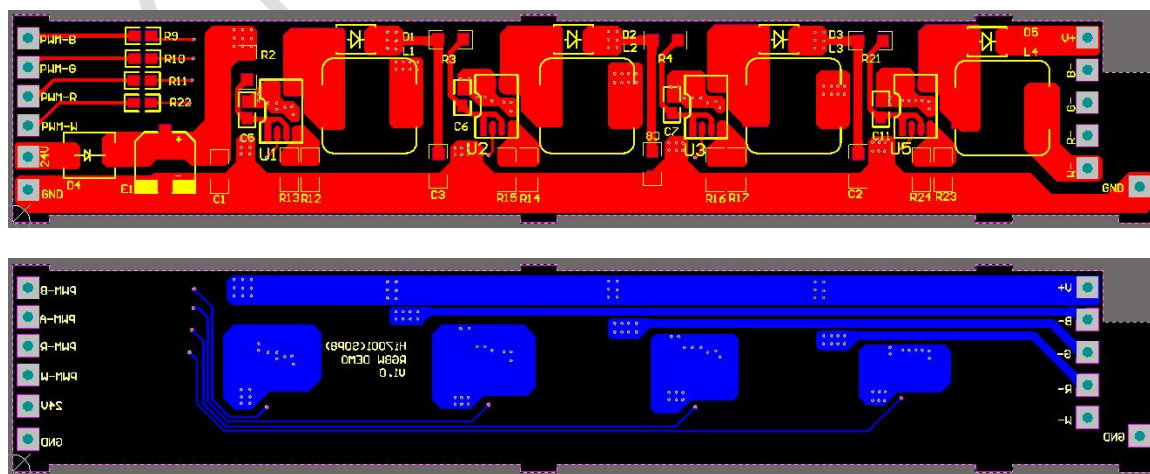 PWM-B
PWM-G
PWM-R
PWM-W
24V
GND
R9
R10
R11
R22
D4
E1
+
R2
C5
U1
C1
R13 R12
D1
L1
R3
C6
U2
C3
R15 R14
D2
L2
R4
C7
U3
C8
R16 R17
D3
L3
R21
C11
U5
C2
R24 R23
D5
L4
V+
B-
G-
R-
W-
GND
PWM-B
PWM-A
PWM-R
PWM-W
24V
GND
H17001(SOP8)
RGBW DEMO
V1.0
V+
B-
G-
R-
W-
GND